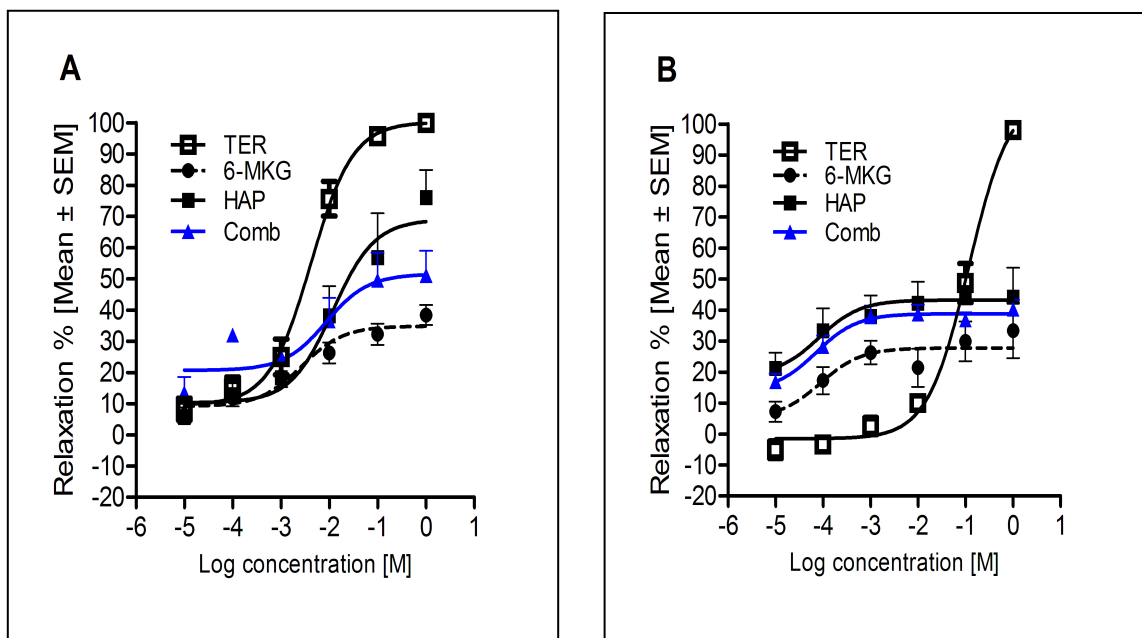 A
Relaxation % [Mean ± SEM]
100
90
80
70
60
50
40
30
20
10
0
-10
-20
TER
6-MKG
HAP
Comb
-6 -5 -4 -3 -2 -1 0 1
Log concentration [M]
B
Relaxation % [Mean ± SEM]
100
90
80
70
60
50
40
30
20
10
0
-10
-20
TER
6-MKG
HAP
Comb
-6 -5 -4 -3 -2 -1 0 1
Log concentration [M]